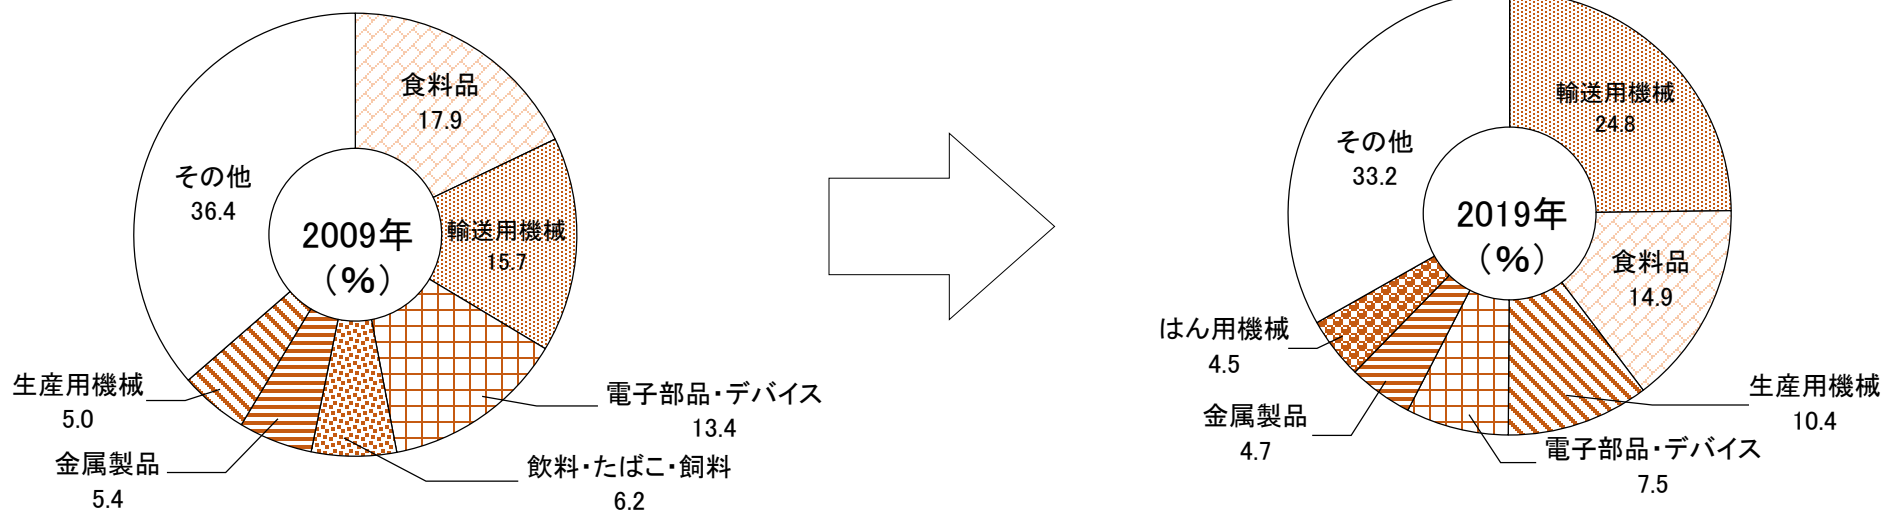 2009年
（％）
食料品
17.9
輸送用機械
15.7
電子部品・デバイス
13.4
飲料・たばこ・飼料
6.2
金属製品
5.4
生産用機械
5.0
その他
36.4
2019年
（％）
輸送用機械
24.8
食料品
14.9
生産用機械
10.4
電子部品・デバイス
7.5
金属製品
4.7
はん用機械
4.5
その他
33.2